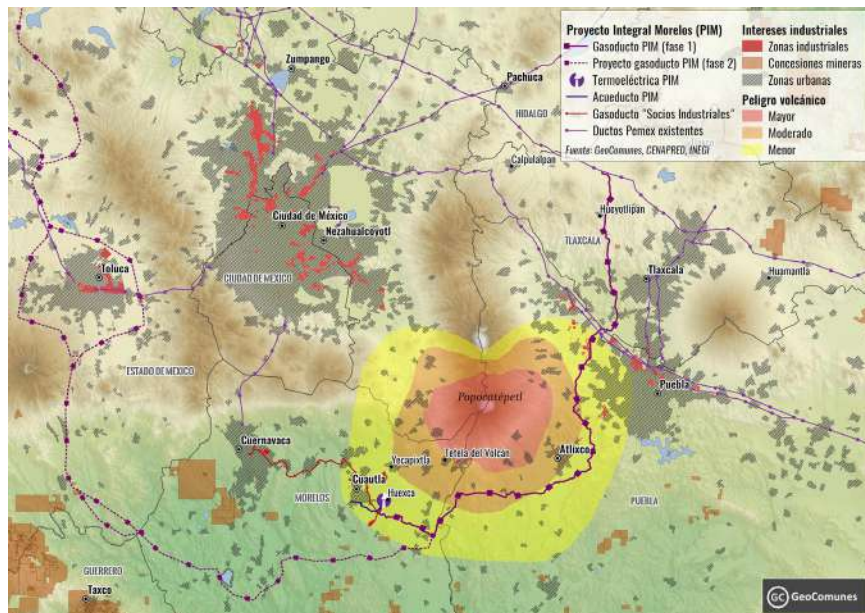 Proyecto Integral Morelos (PIM)
Gasoducto PIM (fase 1)
Proyecto gasoducto PIM (fase 2)
Termoeléctrica PIM
Acueducto PIM
Gasoducto "Socios Industriales"
Ductos Pemex existentes
Fuente: GeoComunes, CENAPRED, INEGI
Intereses industriales
Zonas industriales
Concesiones mineras
Zonas urbanas
Peligro volcánico
Mayor
Moderado
Menor
Zumpango
Pachuca
HIDALGO
Calpulalpan
Hueyotlipan
Ciudad de México
Nezahualcoyotl
TLAXCALA
Toluca
CIUDAD DE MEXICO
Tlaxcala
Huamantla
ESTADO DE MEXICO
Popocatépetl
Puebla
Cuernavaca
Yecapixtla
Tetela del Volcán
Atlixco
Cuautla
Huexca
MORELOS
PUEBLA
GUERRERO
Taxco
GC GeoComunes